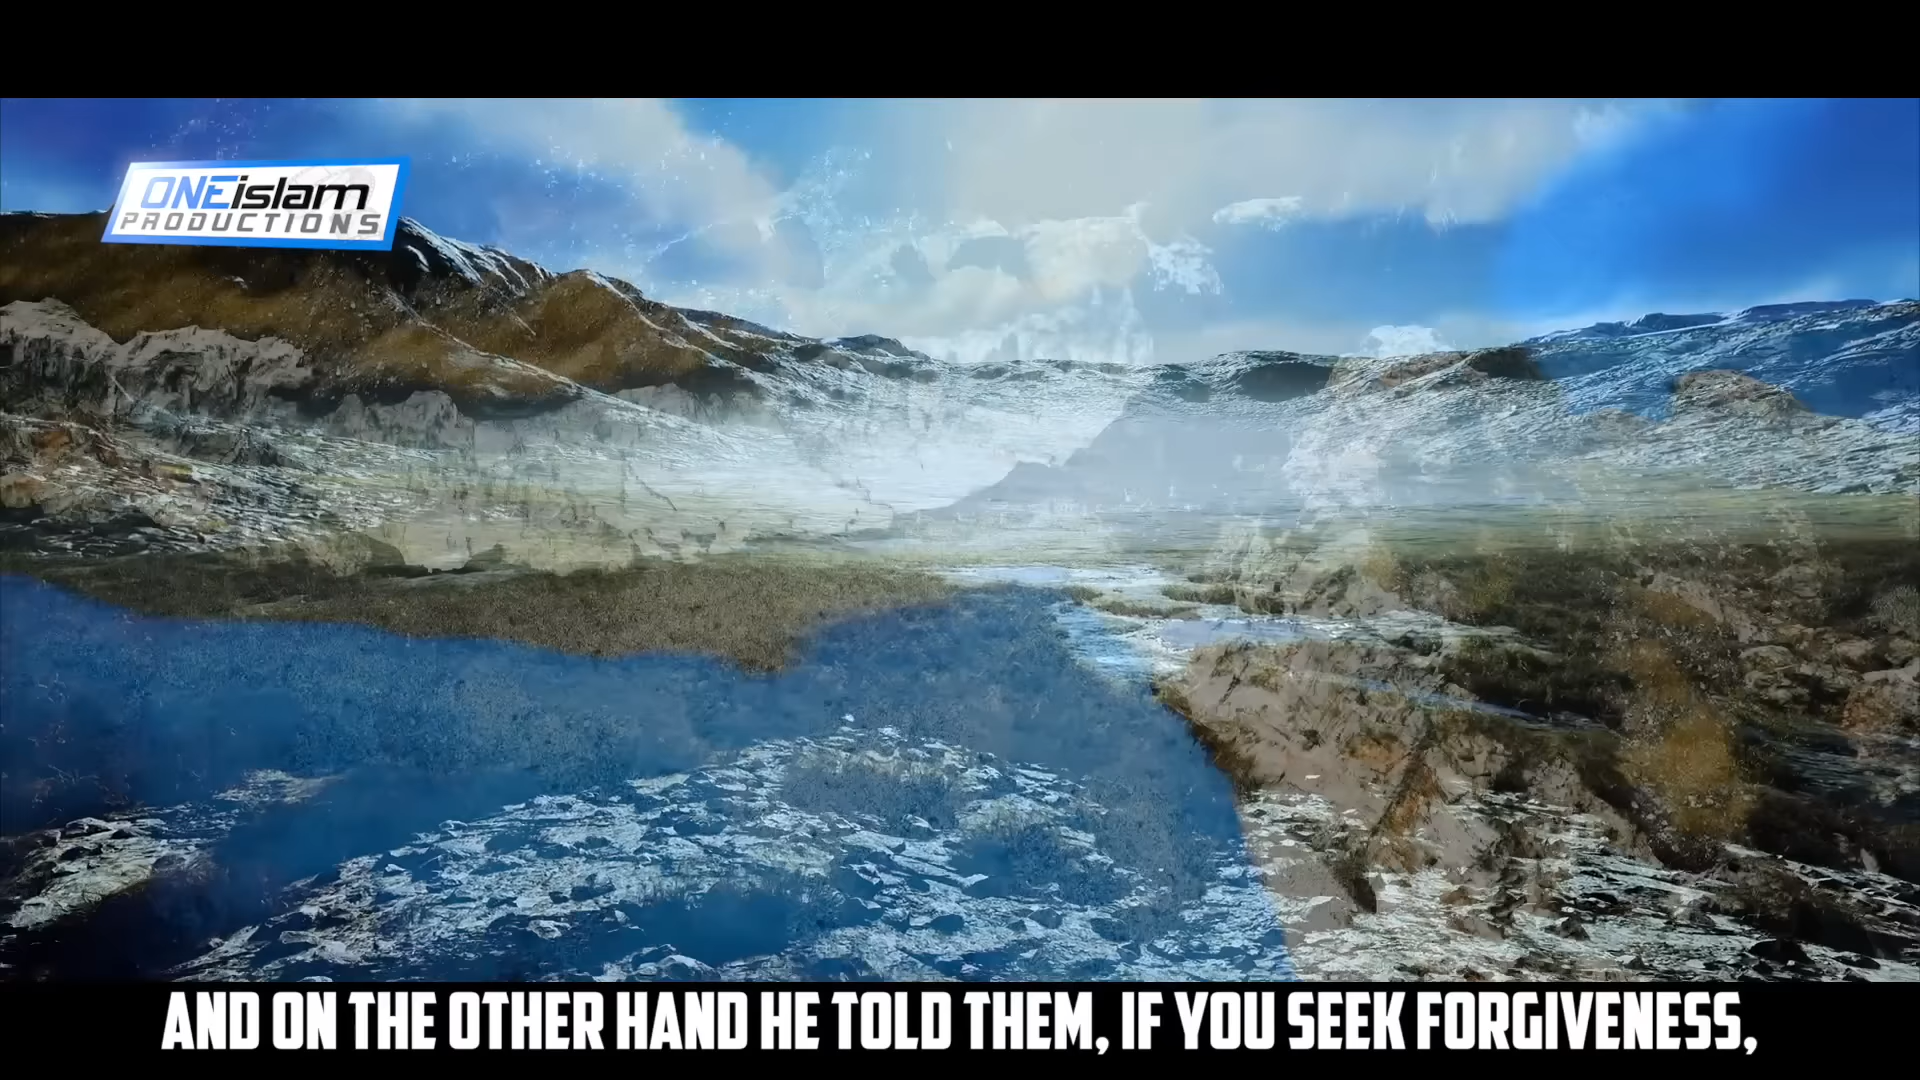 ONEislam
PRODUCTIONS
AND ON THE OTHER HAND HE TOLD THEM, IF YOU SEEK FORGIVENESS,